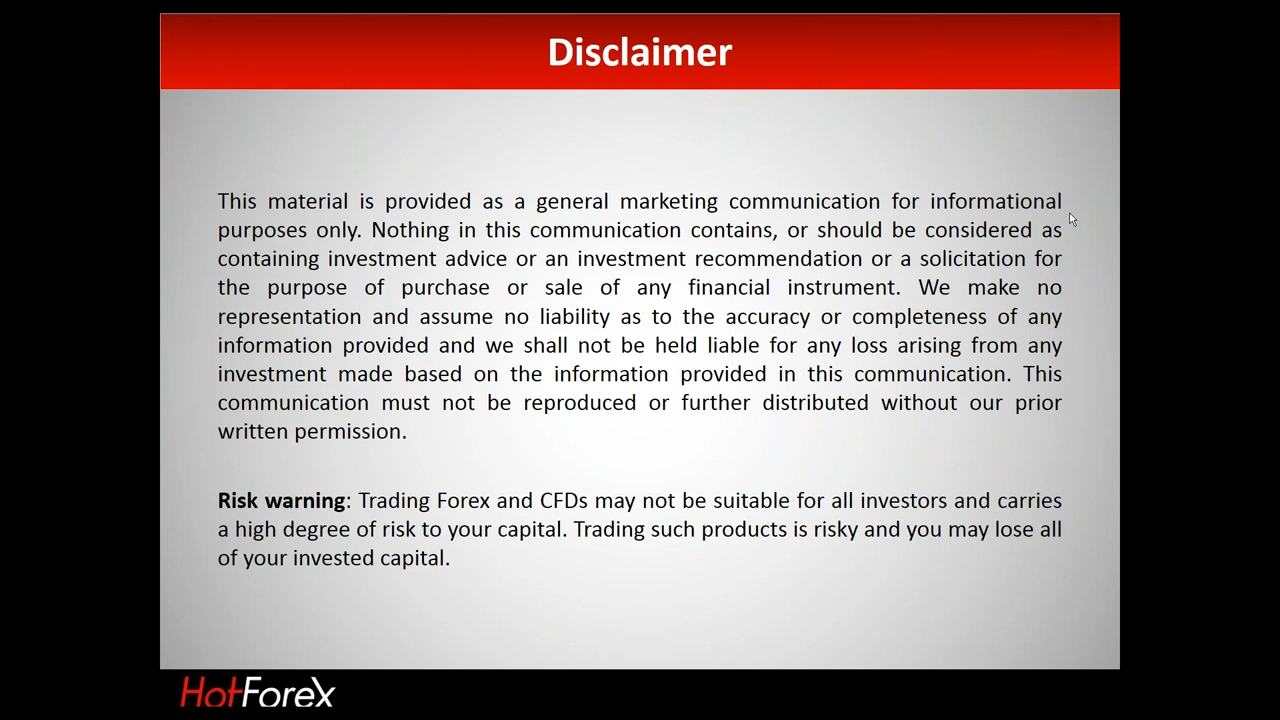 Disclaimer
This material is provided as a general marketing communication for informational
purposes only. Nothing in this communication contains, or should be considered as
containing investment advice or an investment recommendation or a solicitation for
the purpose of purchase or sale of any financial instrument. We make no
representation and assume no liability as to the accuracy or completeness of any
information provided and we shall not be held liable for any loss arising from any
investment made based on the information provided in this communication. This
communication must not be reproduced or further distributed without our prior
written permission.
Risk warning: Trading Forex and CFDs may not be suitable for all investors and carries
a high degree of risk to your capital. Trading such products is risky and you may lose all
of your invested capital.
HotForex